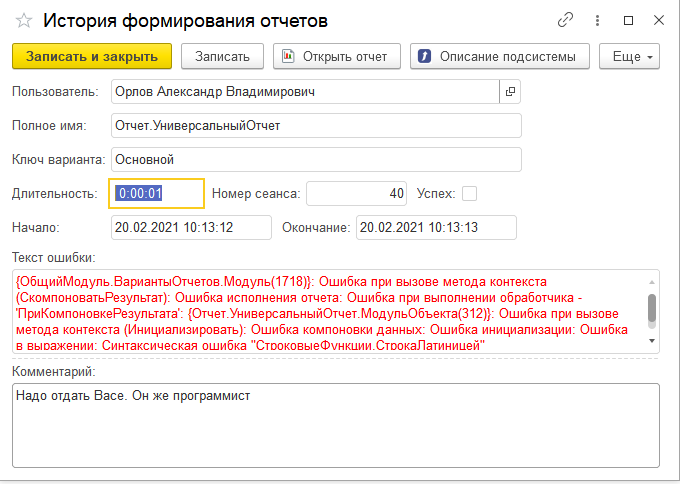 История формирования отчетов
Записать и закрыть Записать Открыть отчет Описание подсистемы Еще
Пользователь: Орлов Александр Владимирович
Полное имя: Отчет.УниверсальныйОтчет
Ключ варианта: Основной
Длительность: 0:00:01 Номер сеанса: 40 Успех:
Начало: 20.02.2021 10:13:12 Окончание: 20.02.2021 10:13:13
Текст ошибки:
{ОбщийМодуль.ВариантыОтчетов.Модуль(1718)}: Ошибка при вызове метода контекста
(СкомпоноватьРезультат): Ошибка исполнения отчета: Ошибка при выполнении обработчика -
'ПриКомпоновкеРезультата': {Отчет.УниверсальныйОтчет.МодульОбъекта(312)}: Ошибка при вызове
метода контекста (Инициализировать): Ошибка компоновки данных: Ошибка инициализации: Ошибка
в выражении: Синтаксическая ошибка "СтроковыеФункции.СтрокаЛатиницей"
Комментарий:
Надо отдать Васе. Он же программист